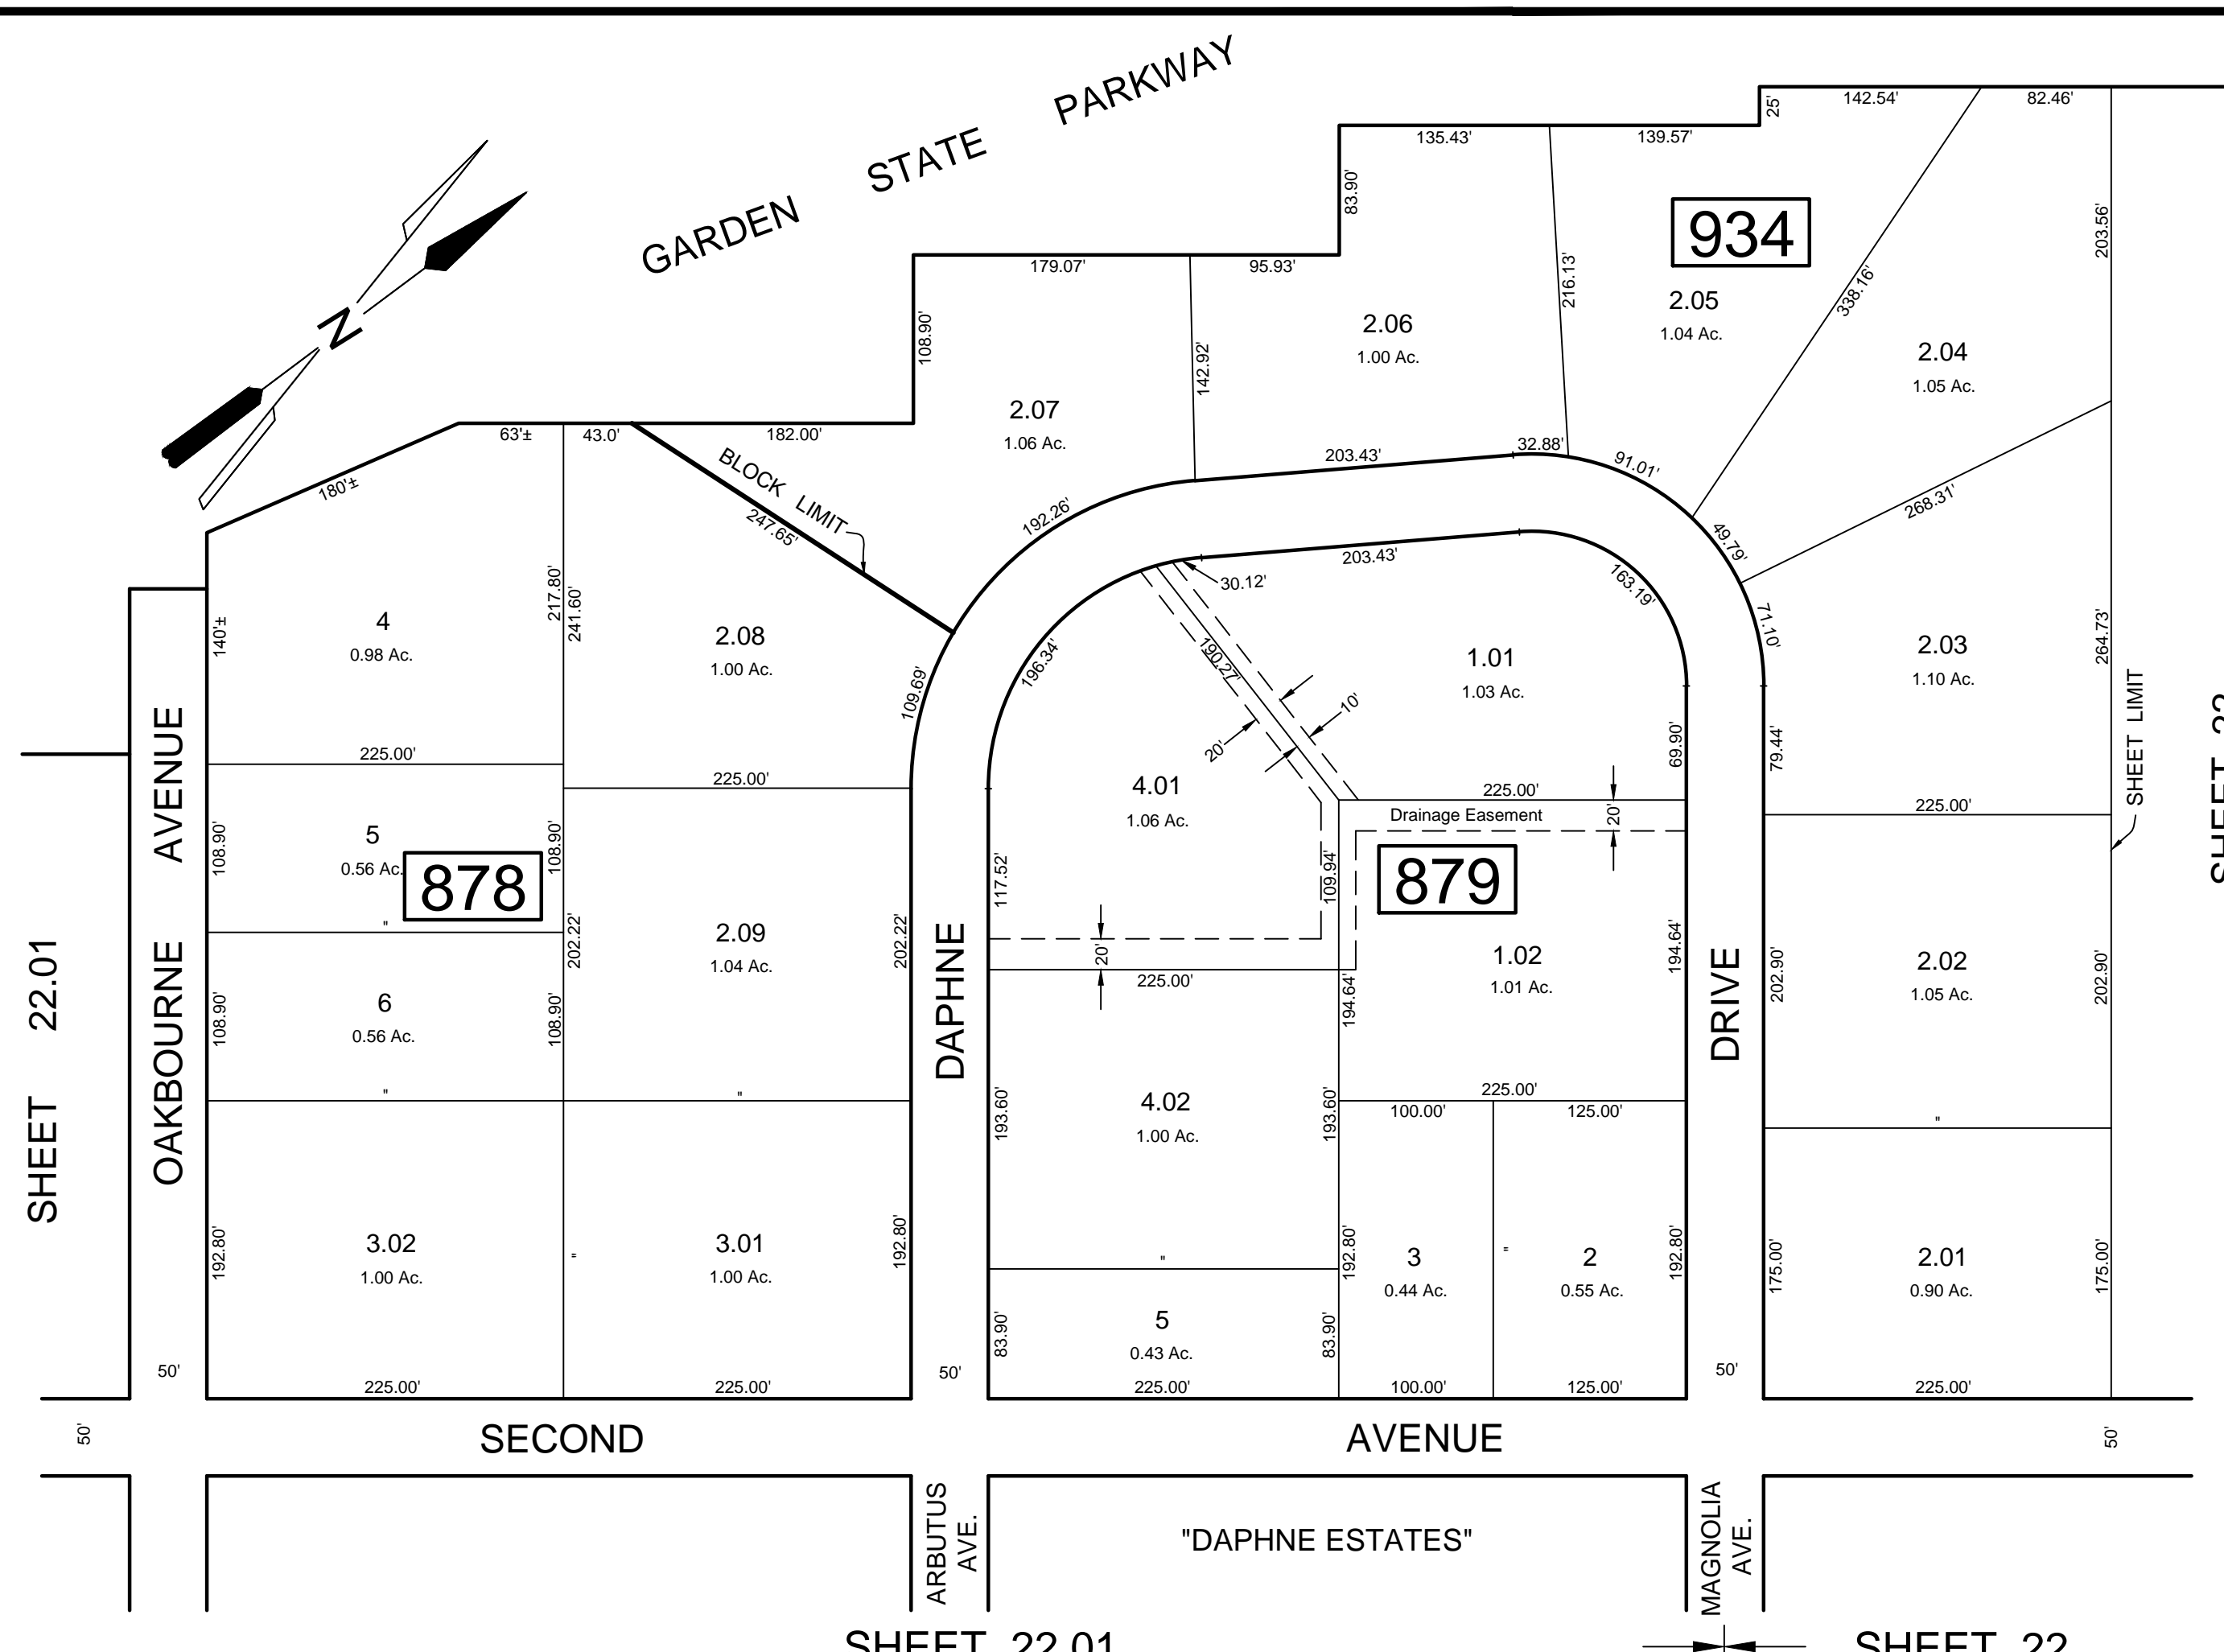 GARDEN STATE PARKWAY
N
142.54'
82.46'
25'
135.43'
139.57'
83.90'
934
203.56'
179.07'
95.93'
216.13'
338.16'
2.05
1.04 Ac.
2.06
1.00 Ac.
108.90'
142.92'
2.04
1.05 Ac.
2.07
1.06 Ac.
63'±
43.0'
182.00'
180'±
BLOCK LIMIT
247.65'
203.43'
32.88'
91.01'
192.26'
268.31'
49.79'
203.43'
30.12'
163.19'
71.10'
217.80'
241.60'
140'±
4
0.98 Ac.
2.08
1.00 Ac.
109.69'
196.34'
190.27'
1.01
1.03 Ac.
2.03
1.10 Ac.
264.73'
SHEET LIMIT
SHEET 22
10'
20'
69.90'
79.44'
225.00'
225.00'
4.01
1.06 Ac.
225.00'
Drainage Easement
20'
225.00'
OAKBOURNE AVENUE
108.90'
5
0.56 Ac.
878
108.90'
117.52'
109.94'
879
"
202.22'
2.09
1.04 Ac.
202.22'
20'
225.00'
1.02
1.01 Ac.
194.64'
194.64'
202.90'
2.02
1.05 Ac.
202.90'
SHEET 22.01
108.90'
6
0.56 Ac.
108.90'
DAPHNE
DRIVE
"
"
193.60'
4.02
1.00 Ac.
193.60'
225.00'
100.00'
125.00'
"
192.80'
3.02
1.00 Ac.
"
3.01
1.00 Ac.
192.80'
"
192.80'
3
0.44 Ac.
"
2
0.55 Ac.
192.80'
175.00'
2.01
0.90 Ac.
175.00'
83.90'
5
0.43 Ac.
83.90'
50'
225.00'
225.00'
50'
225.00'
100.00'
125.00'
50'
225.00'
50'
SECOND AVENUE
50'
ARBUTUS
AVE.
"DAPHNE ESTATES"
MAGNOLIA
AVE.
SHEET 22.01
SHEET 22